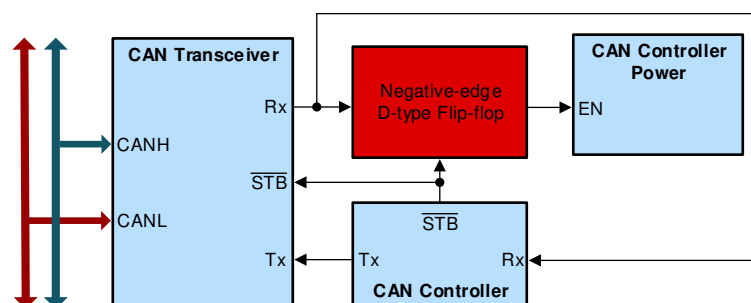 CAN Transceiver
Rx
CANH
STB
CANL
Tx
Negative-edge
D-type Flip-flop
CAN Controller
Power
EN
STB
Tx
Rx
CAN Controller